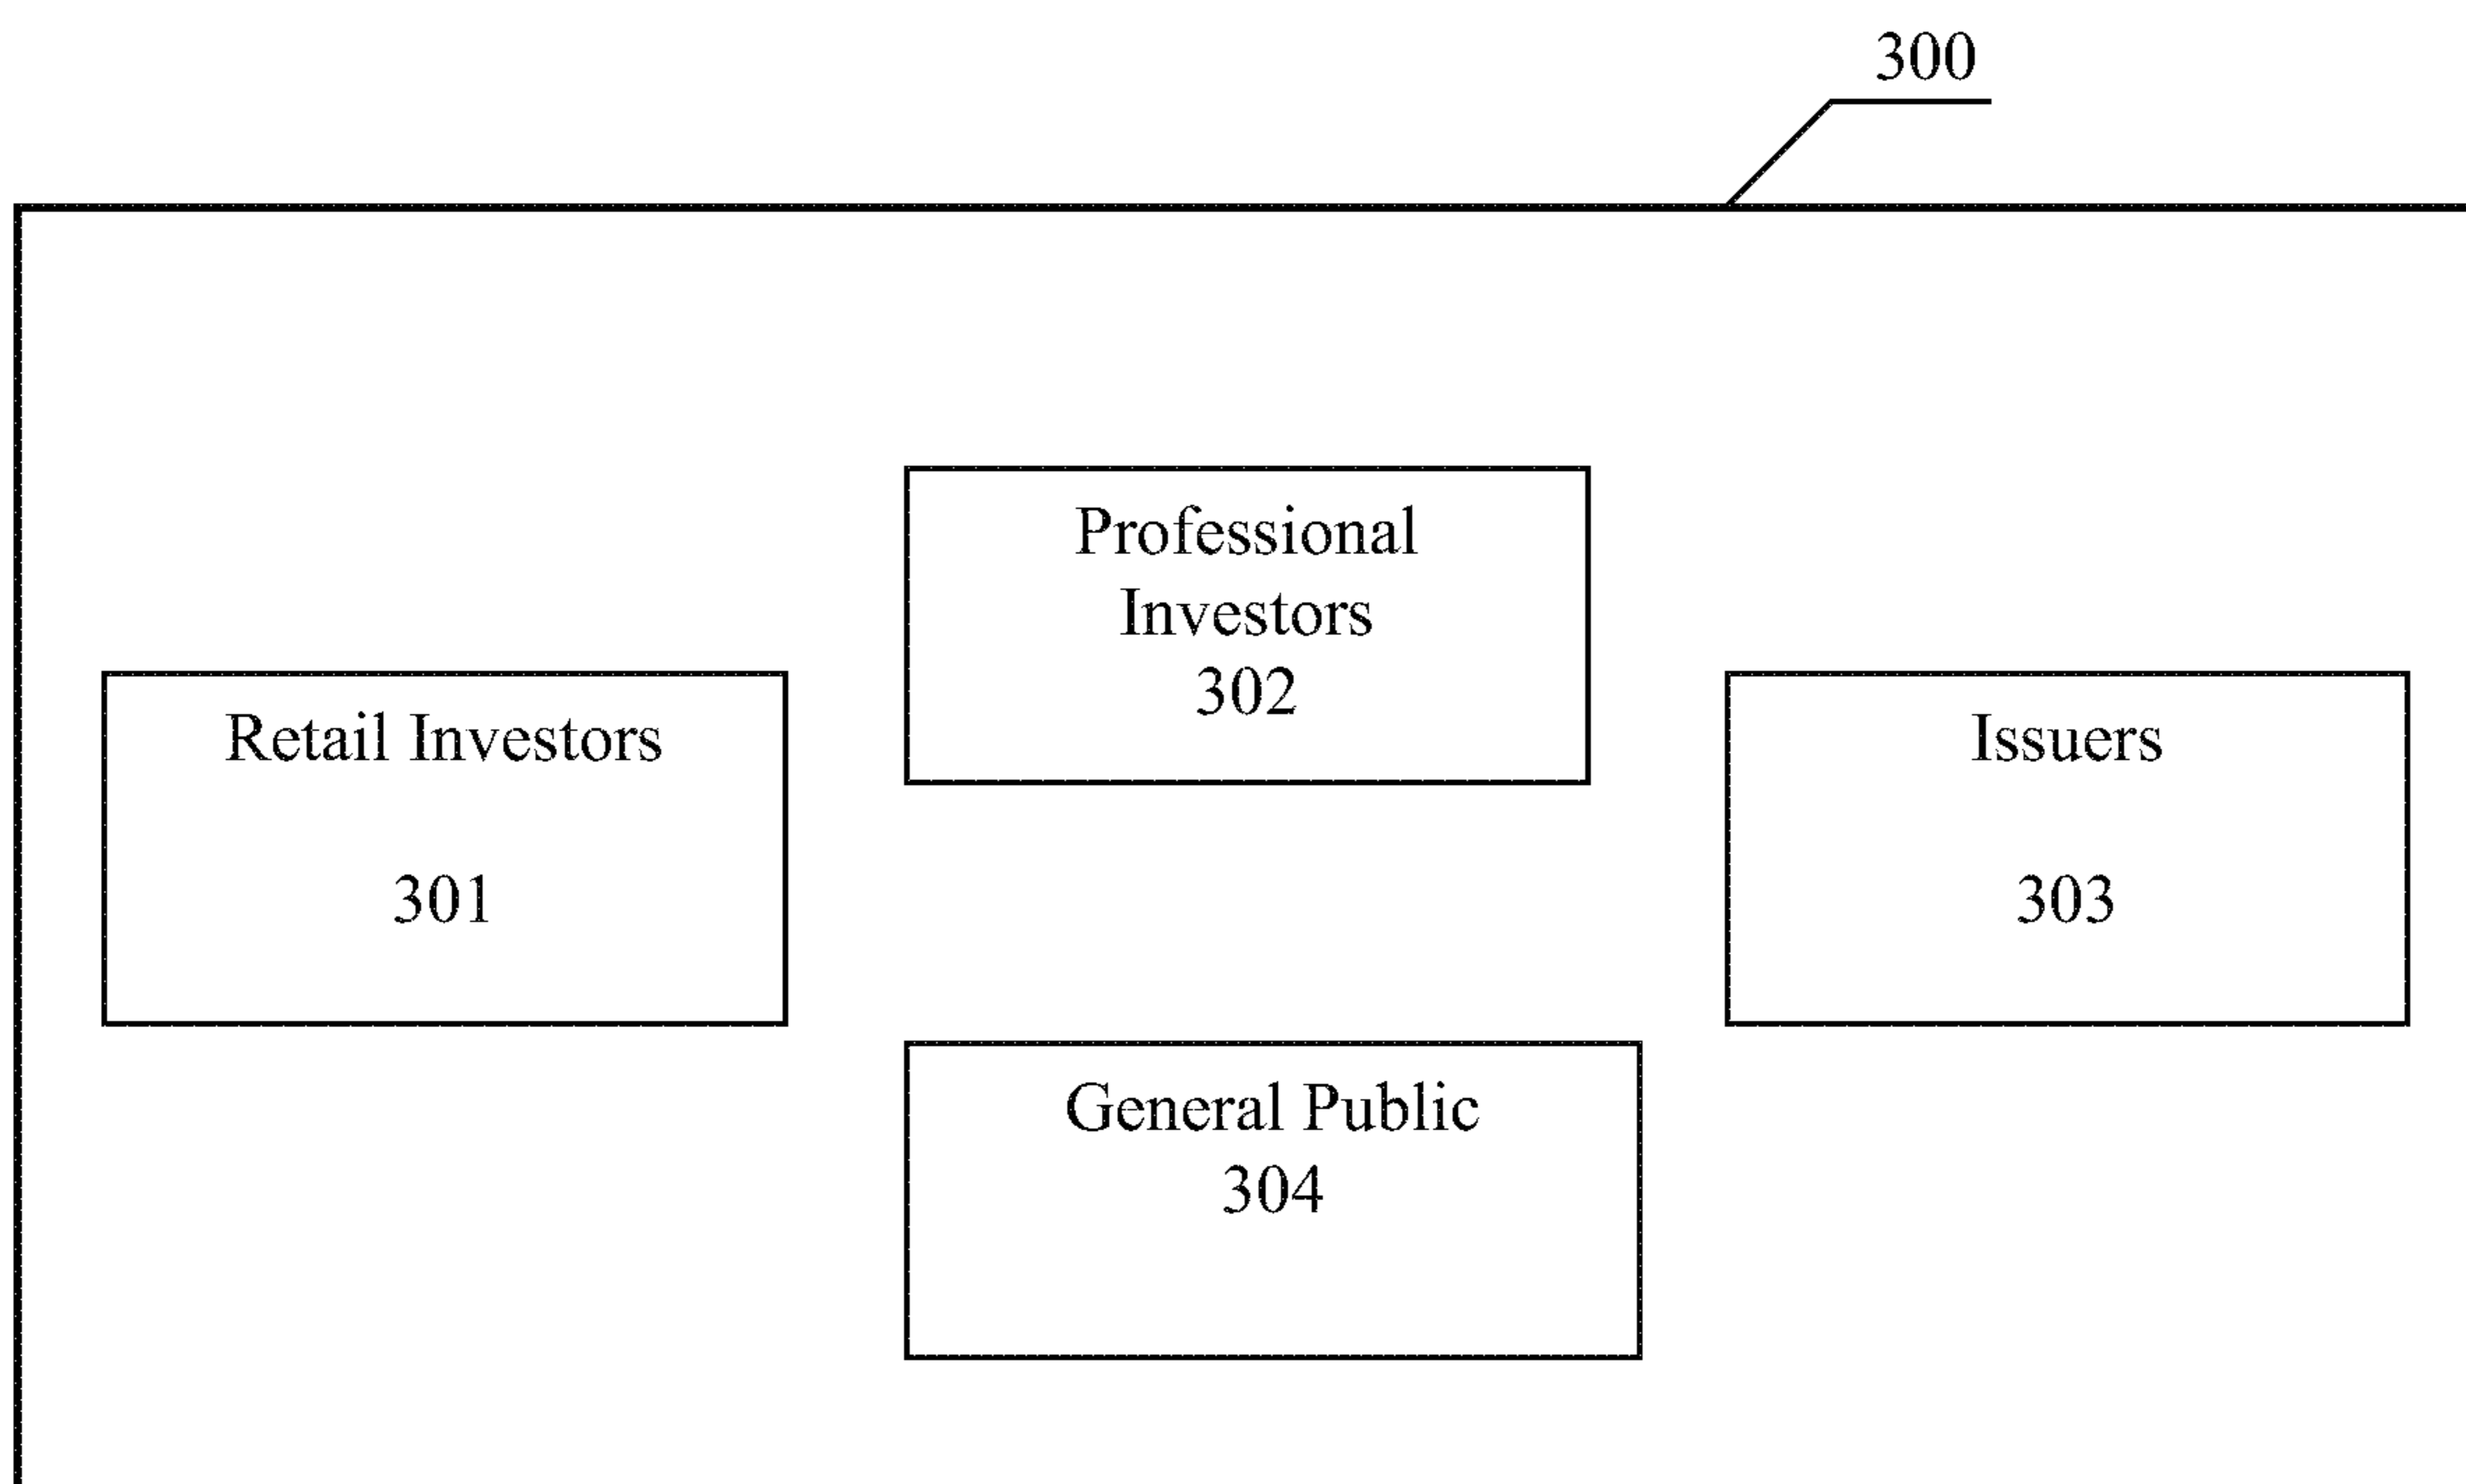 300
Professional
Investors
302
Retail Investors
301
Issuers
303
General Public
304